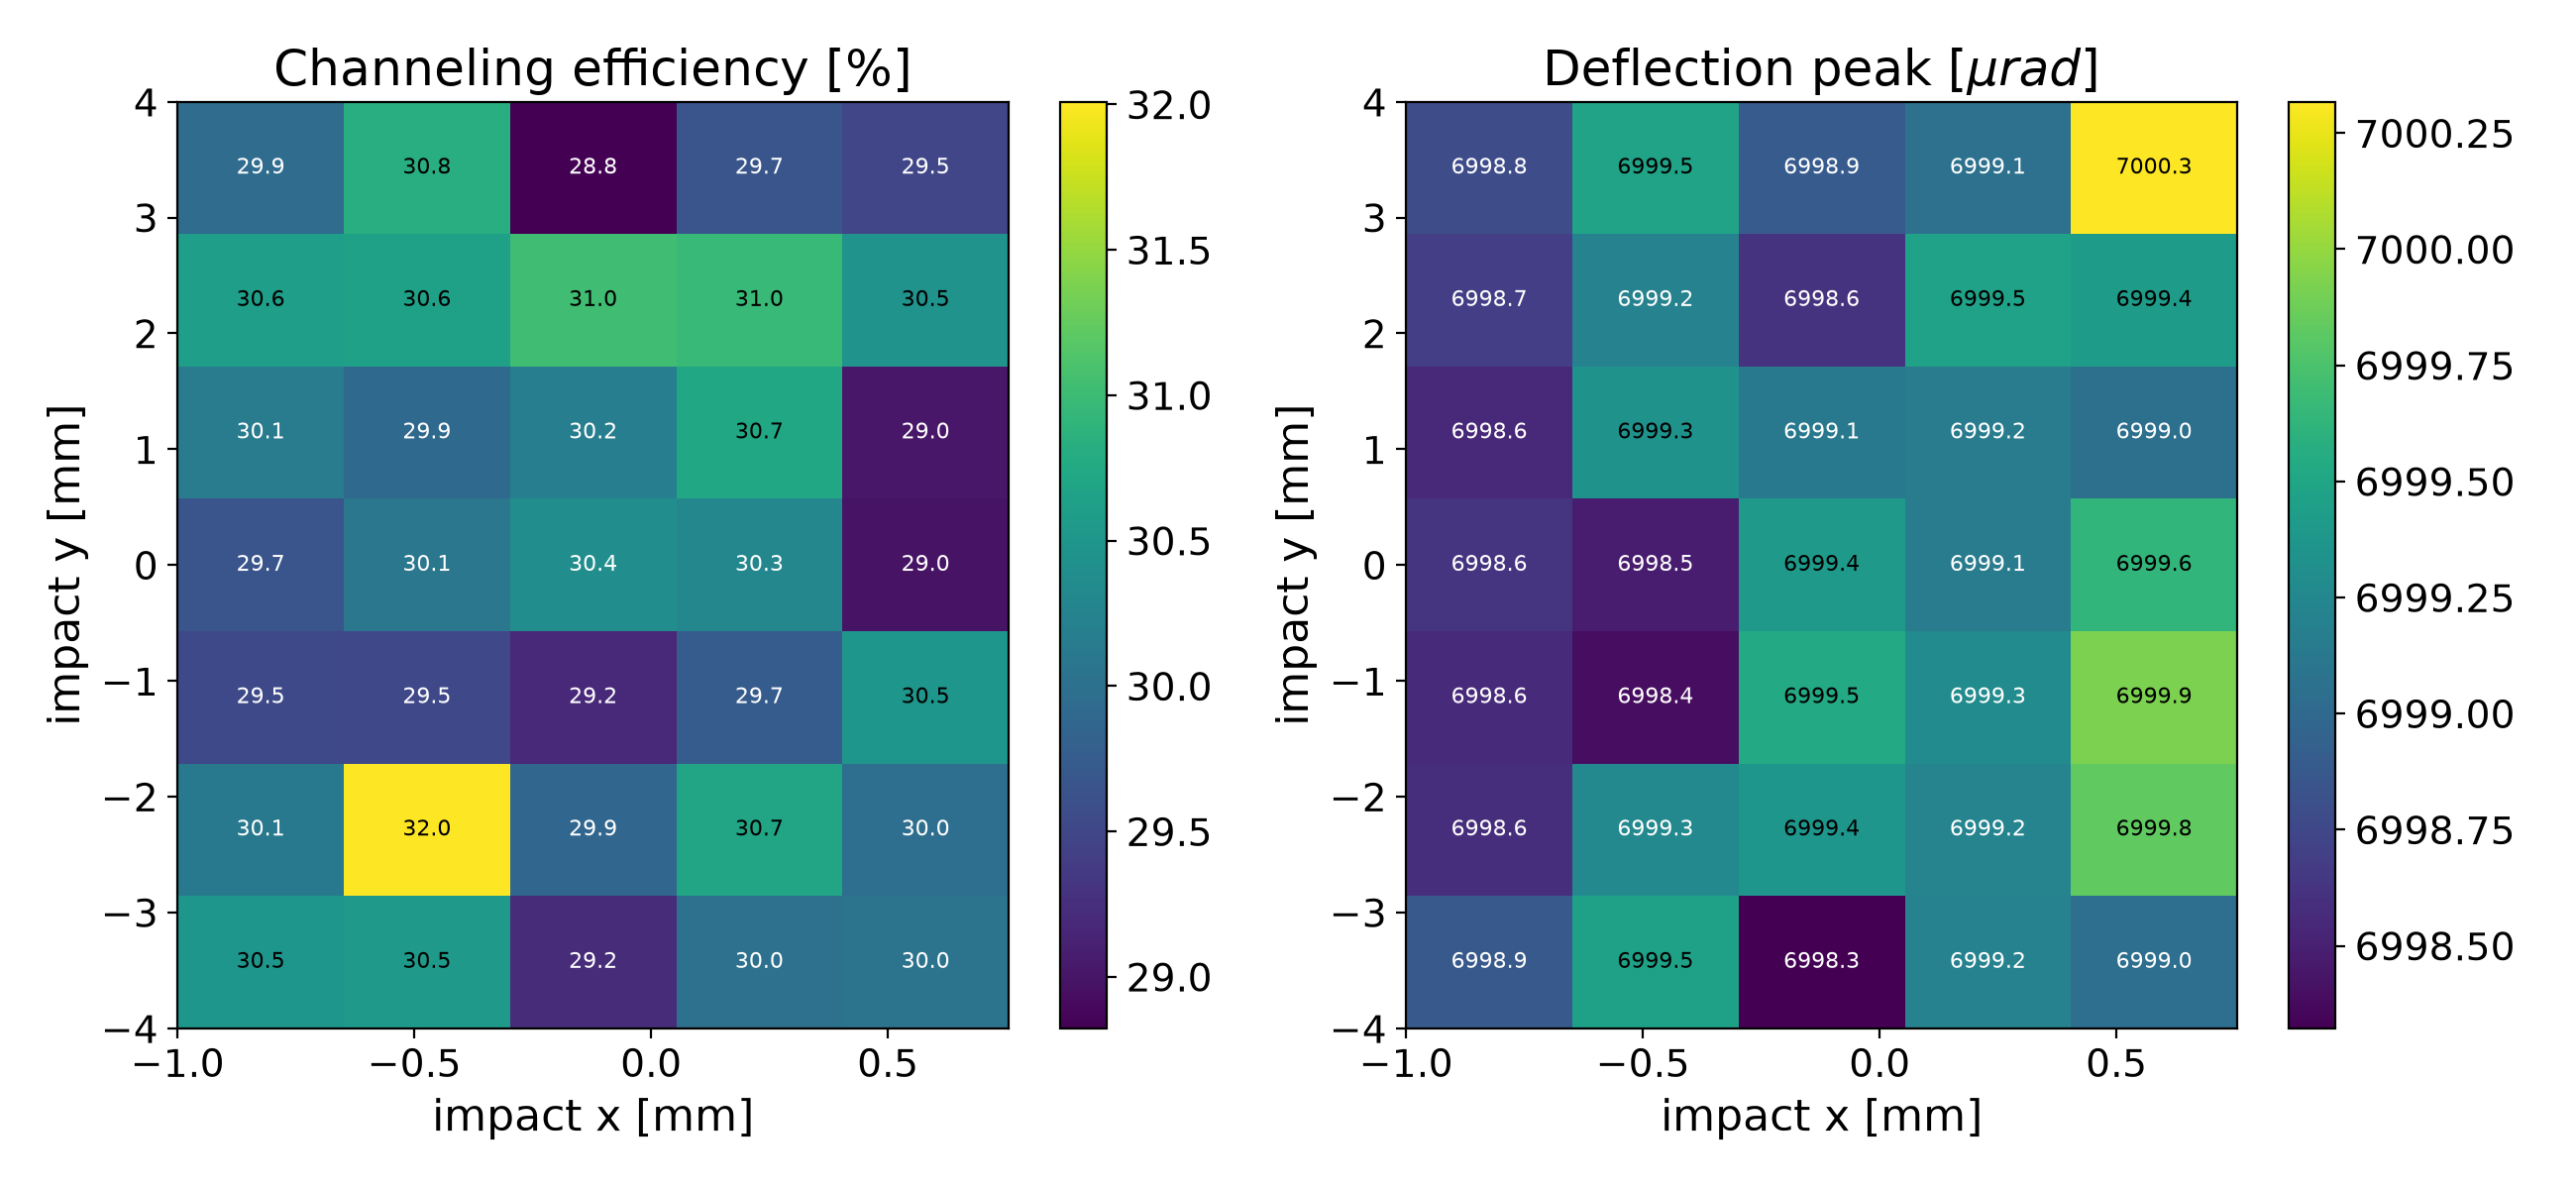 Channeling efficiency [%]
4
3
2
1
0
−1
−2
−3
−4
impact y [mm]
29.9 30.8 28.8 29.7 29.5
30.6 30.6 31.0 31.0 30.5
30.1 29.9 30.2 30.7 29.0
29.7 30.1 30.4 30.3 29.0
29.5 29.5 29.2 29.7 30.5
30.1 32.0 29.9 30.7 30.0
30.5 30.5 29.2 30.0 30.0
−1.0 −0.5 0.0 0.5
impact x [mm]
32.0
31.5
31.0
30.5
30.0
29.5
29.0
Deflection peak [μrad]
4
3
2
1
0
−1
−2
−3
−4
impact y [mm]
6998.8 6999.5 6998.9 6999.1 7000.3
6998.7 6999.2 6998.6 6999.5 6999.4
6998.6 6999.3 6999.1 6999.2 6999.0
6998.6 6998.5 6999.4 6999.1 6999.6
6998.6 6998.4 6999.5 6999.3 6999.9
6998.6 6999.3 6999.4 6999.2 6999.8
6998.9 6999.5 6998.3 6999.2 6999.0
−1.0 −0.5 0.0 0.5
impact x [mm]
7000.25
7000.00
6999.75
6999.50
6999.25
6999.00
6998.75
6998.50